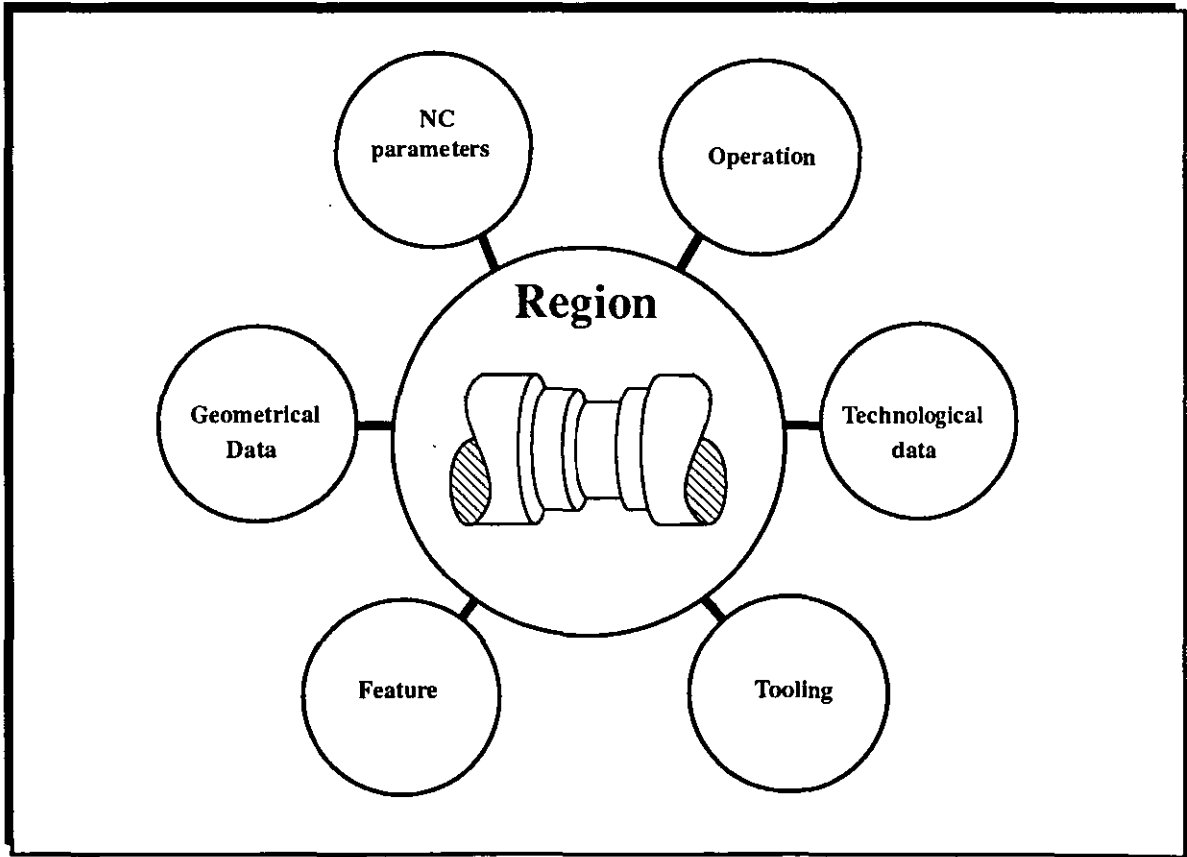 NC
parameters
Operation
Region
Geometrical
Data
Technological
data
Feature
Tooling